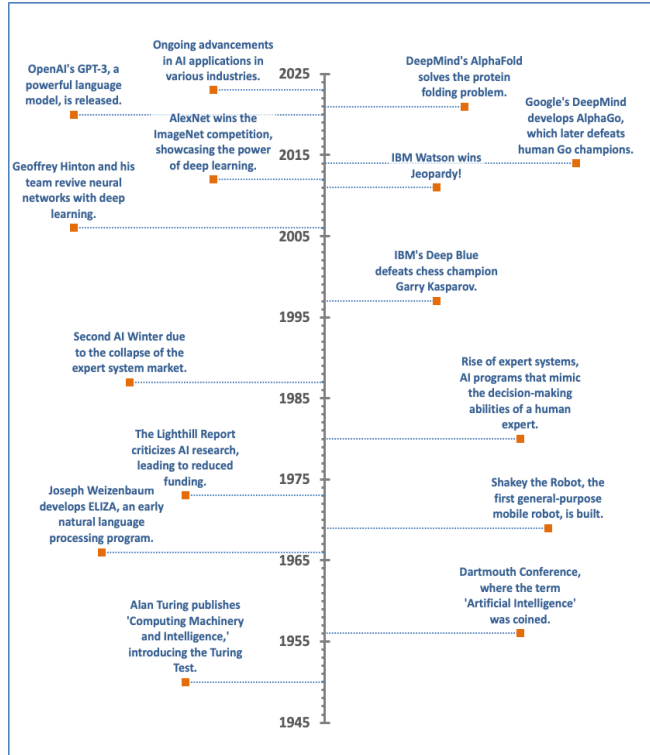 Ongoing advancements
in AI applications in
various industries.
OpenAI's GPT-3, a
powerful language
model, is released.
2025
DeepMind's AlphaFold
solves the protein
folding problem.
Google's DeepMind
develops AlphaGo,
which later defeats
human Go champions.
AlexNet wins the
ImageNet competition,
showcasing the power
of deep learning.
2015
IBM Watson wins
Jeopardy!
Geoffrey Hinton and his
team revive neural
networks with deep
learning.
2005
IBM's Deep Blue
defeats chess champion
Garry Kasparov.
1995
Second AI Winter due
to the collapse of the
expert system market.
Rise of expert systems,
AI programs that mimic
the decision-making
abilities of a human
expert.
1985
The Lighthill Report
criticizes AI research,
leading to reduced
funding.
1975
Shakey the Robot, the
first general-purpose
mobile robot, is built.
Joseph Weizenbaum
develops ELIZA, an early
natural language
processing program.
1965
Dartmouth Conference,
where the term
'Artificial Intelligence'
was coined.
Alan Turing publishes
'Computing Machinery
and Intelligence,'
introducing the Turing
Test.
1955
1945